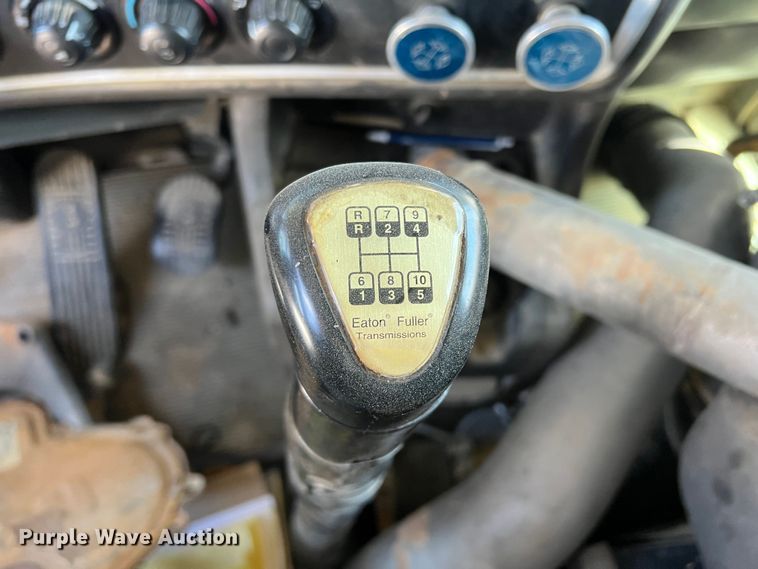 R 7 9
R 2 4
6 8 10
1 3 5
Eaton® Fuller®
Transmissions
Purple Wave Auction